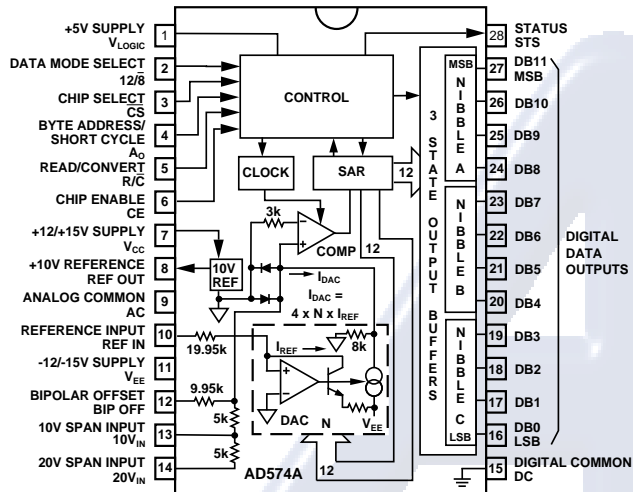 +5V SUPPLY
VLOGIC
1
DATA MODE SELECT
12/8
2
CHIP SELECT
CS
3
BYTE ADDRESS/
SHORT CYCLE
AO
4
READ/CONVERT
R/C
5
CHIP ENABLE
CE
6
+12/+15V SUPPLY
VCC
7
+10V REFERENCE
REF OUT
8
ANALOG COMMON
AC
9
REFERENCE INPUT
REF IN
10
-12/-15V SUPPLY
VEE
11
BIPOLAR OFFSET
BIP OFF
12
10V SPAN INPUT
10VIN
13
20V SPAN INPUT
20VIN
14
CONTROL
CLOCK
SAR
12
3k
COMP
12
10V
REF
IDAC
IDAC =
4 x N x IREF
19.95k
IREF
8k
9.95k
5k
5k
DAC
N
VEE
12
AD574A
3 STATE OUTPUT BUFFERS
MSB
NIBBLE A
NIBBLE B
NIBBLE C
LSB
28
STATUS
STS
27
DB11
MSB
26
DB10
25
DB9
24
DB8
23
DB7
22
DB6
21
DB5
20
DB4
19
DB3
18
DB2
17
DB1
16
DB0
LSB
15
DIGITAL COMMON
DC
DIGITAL
DATA
OUTPUTS